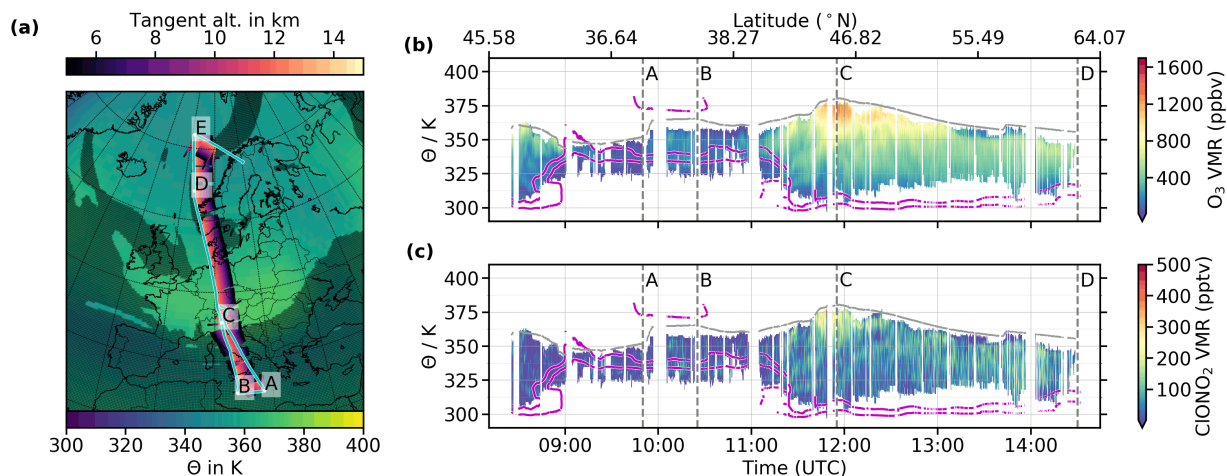 (a)
Tangent alt. in km
6 8 10 12 14
E
D
C
B A
300 320 340 360 380 400
Θ in K
Latitude (°N)
45.58 36.64 38.27 46.82 55.49 64.07
(b)
A B C D
400
375
350
325
300
Θ / K
1600
1200
800
400
O₃ VMR (ppbv)
(c)
A B C D
400
375
350
325
300
Θ / K
500
400
300
200
100
ClONO₂ VMR (pptv)
09:00 10:00 11:00 12:00 13:00 14:00
Time (UTC)